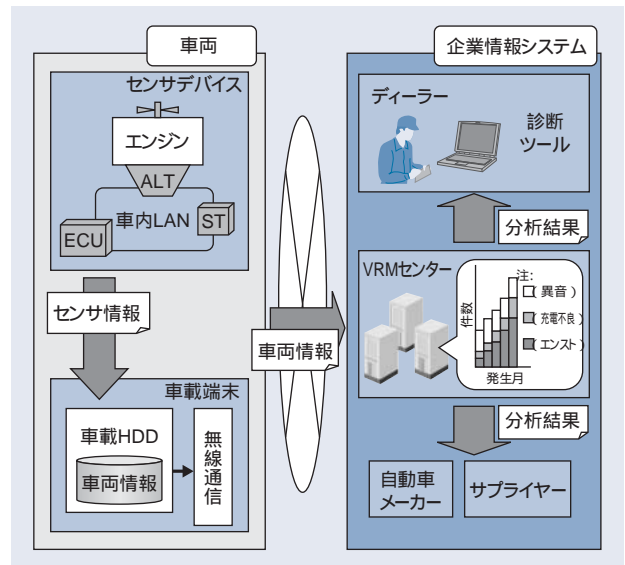 車両
センサデバイス
エンジン
ALT
車内LAN
ECU
ST
センサ情報
車載端末
車載HDD
車両情報
無線通信
車両情報
企業情報システム
ディーラー
診断
ツール
分析結果
VRMセンター
注:
件数
（異音）
（充電不良）
（エンスト）
発生月
分析結果
自動車
メーカー
サプライヤー